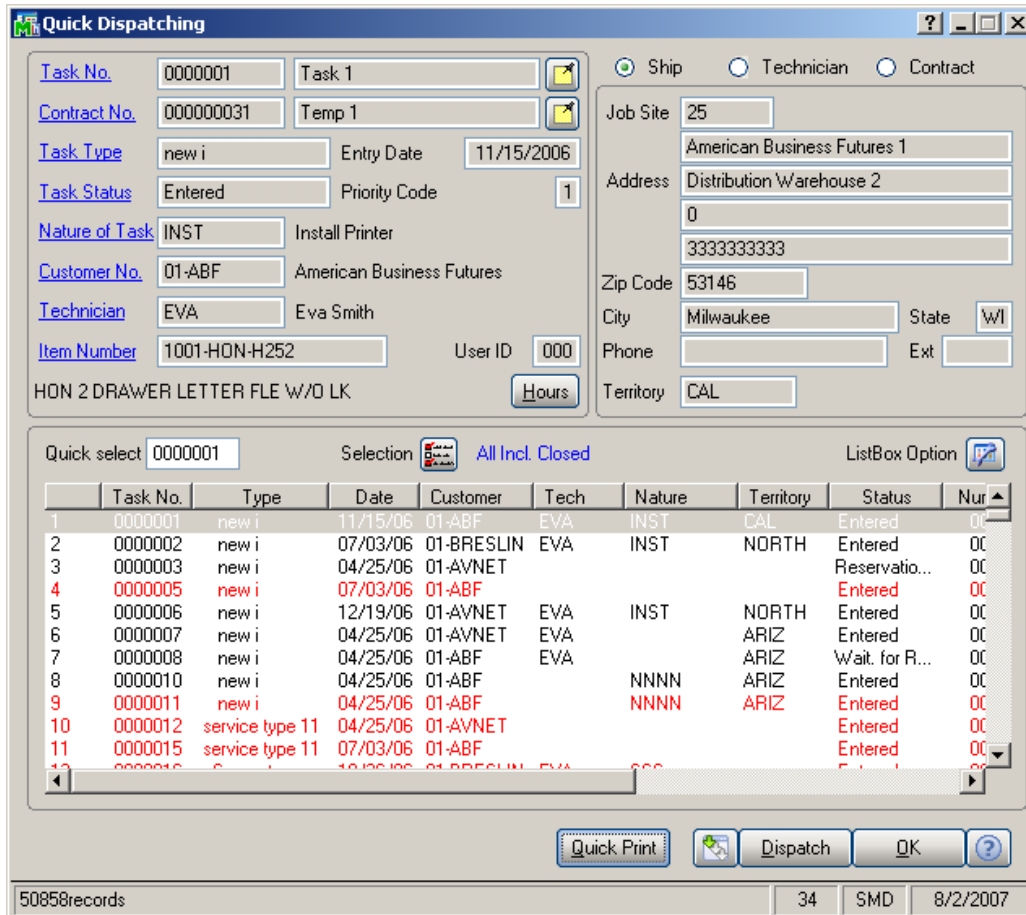 Quick Dispatching
Task No. 0000001 Task 1
Contract No. 000000031 Temp 1
Task Type new i Entry Date 11/15/2006
Task Status Entered Priority Code 1
Nature of Task INST Install Printer
Customer No. 01-ABF American Business Futures
Technician EVA Eva Smith
Item Number 1001-HON-H252 User ID 000
HON 2 DRAWER LETTER FLE W/O LK Hours
Ship Technician Contract
Job Site 25
American Business Futures 1
Address Distribution Warehouse 2
0
3333333333
Zip Code 53146
City Milwaukee State WI
Phone Ext
Territory CAL
Quick select 0000001 Selection All Incl. Closed ListBox Option
Task No. Type Date Customer Tech Nature Territory Status Nur
1 0000001 new i 11/15/06 01-ABF EVA INST CAL Entered 00
2 0000002 new i 07/03/06 01-BRESLIN EVA INST NORTH Entered 00
3 0000003 new i 04/25/06 01-AVNET Reservatio... 00
4 0000005 new i 07/03/06 01-ABF Entered 00
5 0000006 new i 12/19/06 01-AVNET EVA INST NORTH Entered 00
6 0000007 new i 04/25/06 01-AVNET EVA ARIZ Entered 00
7 0000008 new i 04/25/06 01-ABF EVA ARIZ Wait. for R... 00
8 0000010 new i 04/25/06 01-ABF NNNN ARIZ Entered 00
9 0000011 new i 04/25/06 01-ABF NNNN ARIZ Entered 00
10 0000012 service type 11 04/25/06 01-AVNET Entered 00
11 0000015 service type 11 07/03/06 01-ABF Entered 00
Quick Print Dispatch OK
50858records 34 SMD 8/2/2007